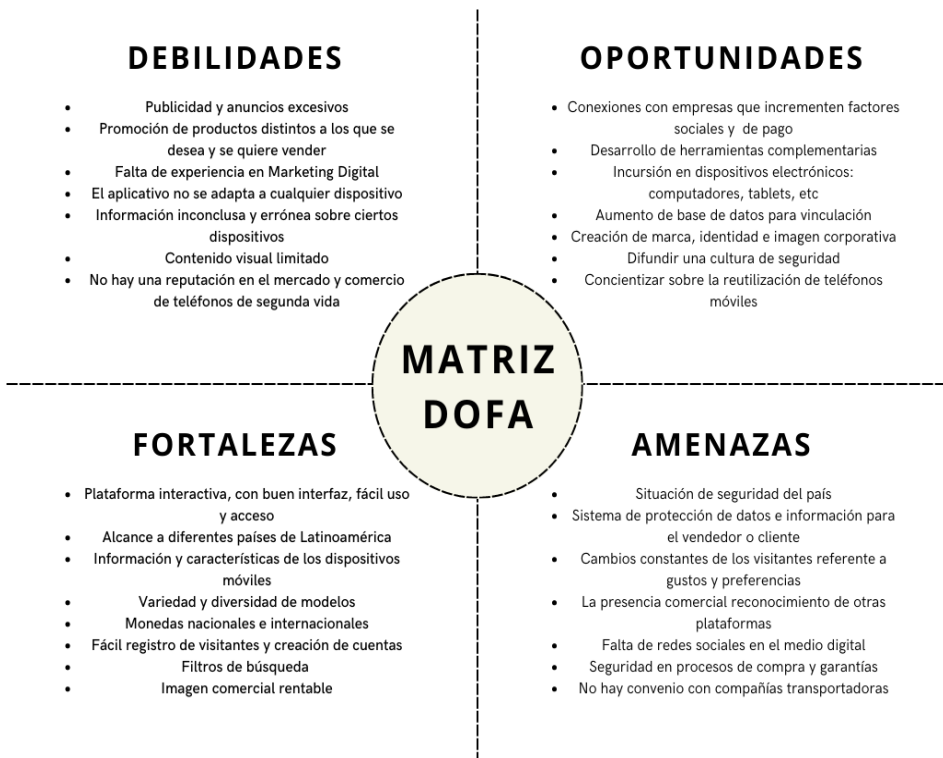 DEBILIDADES
• Publicidad y anuncios excesivos
• Promoción de productos distintos a los que se
desea y se quiere vender
• Falta de experiencia en Marketing Digital
• El aplicativo no se adapta a cualquier dispositivo
• Información inconclusa y errónea sobre ciertos
dispositivos
• Contenido visual limitado
• No hay una reputación en el mercado y comercio
de teléfonos de segunda vida
OPORTUNIDADES
• Conexiones con empresas que incrementen factores
sociales y de pago
• Desarrollo de herramientas complementarias
• Incursión en dispositivos electrónicos:
computadores, tablets, etc
• Aumento de base de datos para vinculación
• Creación de marca, identidad e imagen corporativa
• Difundir una cultura de seguridad
• Concientizar sobre la reutilización de teléfonos
móviles
MATRIZ
DOFA
FORTALEZAS
• Plataforma interactiva, con buen interfaz, fácil uso
y acceso
• Alcance a diferentes países de Latinoamérica
• Información y características de los dispositivos
móviles
• Variedad y diversidad de modelos
• Monedas nacionales e internacionales
• Fácil registro de visitantes y creación de cuentas
• Filtros de búsqueda
• Imagen comercial rentable
AMENAZAS
• Situación de seguridad del país
• Sistema de protección de datos e información para
el vendedor o cliente
• Cambios constantes de los visitantes referente a
gustos y preferencias
• La presencia comercial reconocimiento de otras
plataformas
• Falta de redes sociales en el medio digital
• Seguridad en procesos de compra y garantías
• No hay convenio con compañías transportadoras